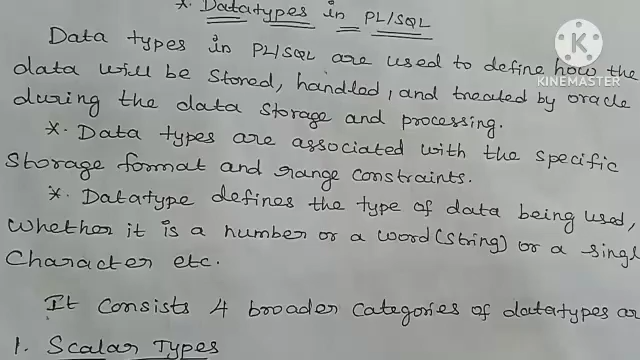 *. Datatypes in PL/SQL
Data types in PL/SQL are used to define how the
data will be stored, handled, and treated by oracle
during the data storage and processing.
*. Data types are associated with the specific
Storage format and range constraints.
*. Datatype defines the type of data being used,
Whether it is a number or a word(string) or a singl
Character etc.
It consists 4 broader categories of datatypes ar
1. Scalar Types
K
KINEMASTER